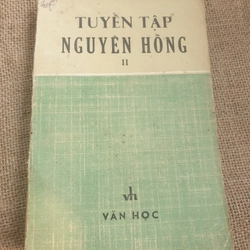 TUYỂN TẬP
NGUYÊN HỒNG
II
vh
VĂN HỌC